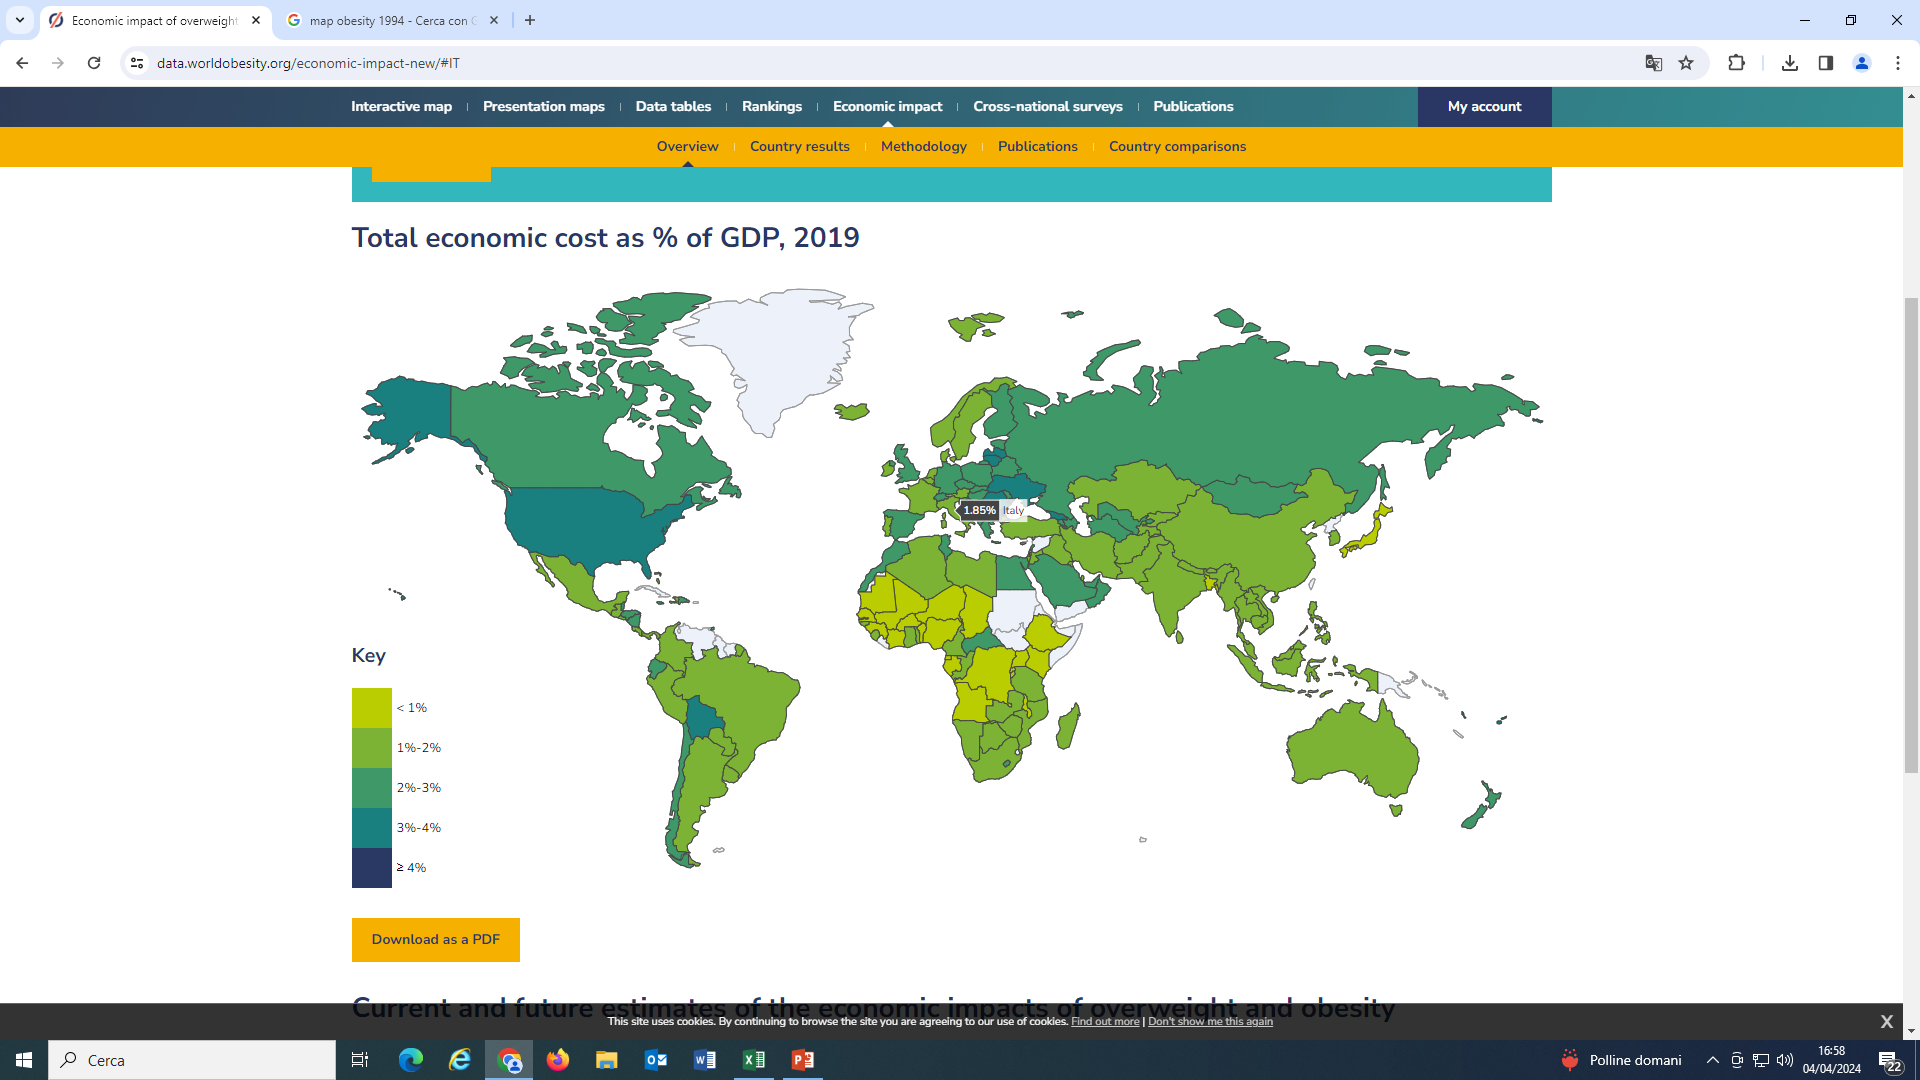 Economic impact of overweight
map obesity 1994 - Cerca con G
data.worldobesity.org/economic-impact-new/#IT
Interactive map
Presentation maps
Data tables
Rankings
Economic impact
Cross-national surveys
Publications
My account
Overview
Country results
Methodology
Publications
Country comparisons
Total economic cost as % of GDP, 2019
1.85% Italy
Key
< 1%
1%-2%
2%-3%
3%-4%
≥ 4%
Download as a PDF
Current and future estimates of the economic impacts of overweight and obesity
This site uses cookies. By continuing to browse the site you are agreeing to our use of cookies. Find out more | Don't show me this again
X
Cerca
Polline domani
16:58
04/04/2024
22